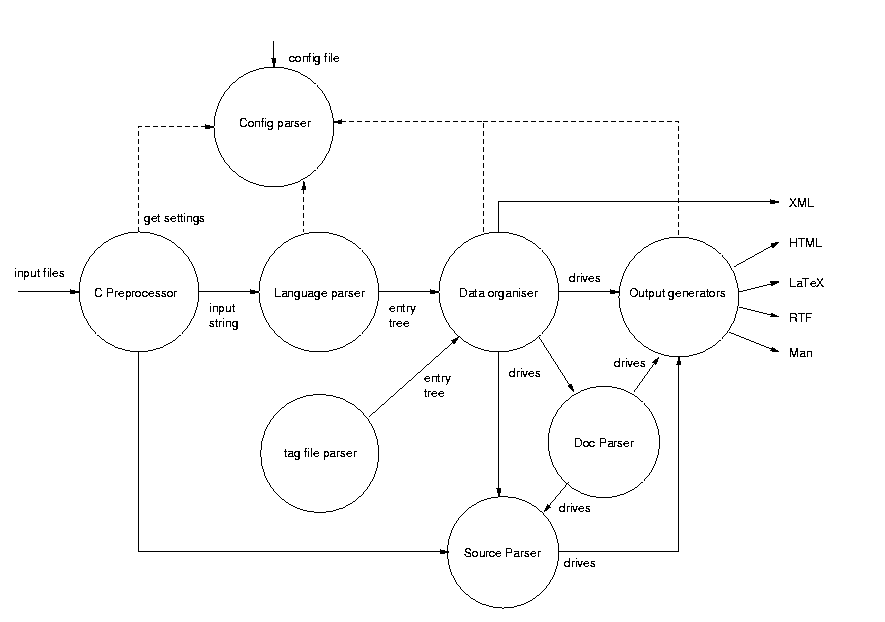 config file
Config parser
get settings
XML
HTML
input files
C Preprocessor
input
string
Language parser
entry
tree
Data organiser
drives
Output generators
LaTeX
RTF
Man
drives
drives
entry
tree
tag file parser
Doc Parser
drives
Source Parser
drives